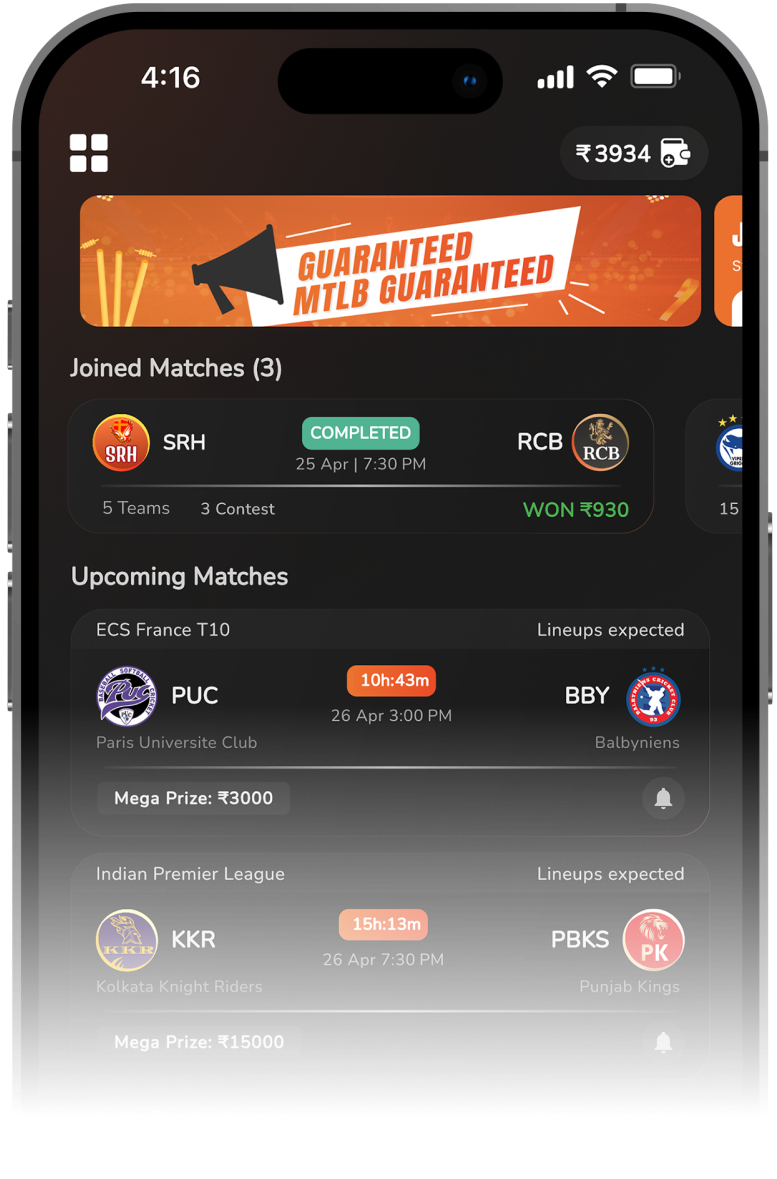 4:16
₹3934
GUARANTEED
MTLB GUARANTEED
J
S
Joined Matches (3)
SRH
SRH
COMPLETED
25 Apr | 7:30 PM
RCB
RCB
5 Teams
3 Contest
WON ₹930
15
Upcoming Matches
ECS France T10
Lineups expected
PUC
PUC
10h:43m
26 Apr 3:00 PM
BBY
Paris Universite Club
Balbyniens
Mega Prize: ₹3000
Indian Premier League
Lineups expected
KKR
KKR
15h:13m
26 Apr 7:30 PM
PBKS
PK
Kolkata Knight Riders
Punjab Kings
Mega Prize: ₹15000